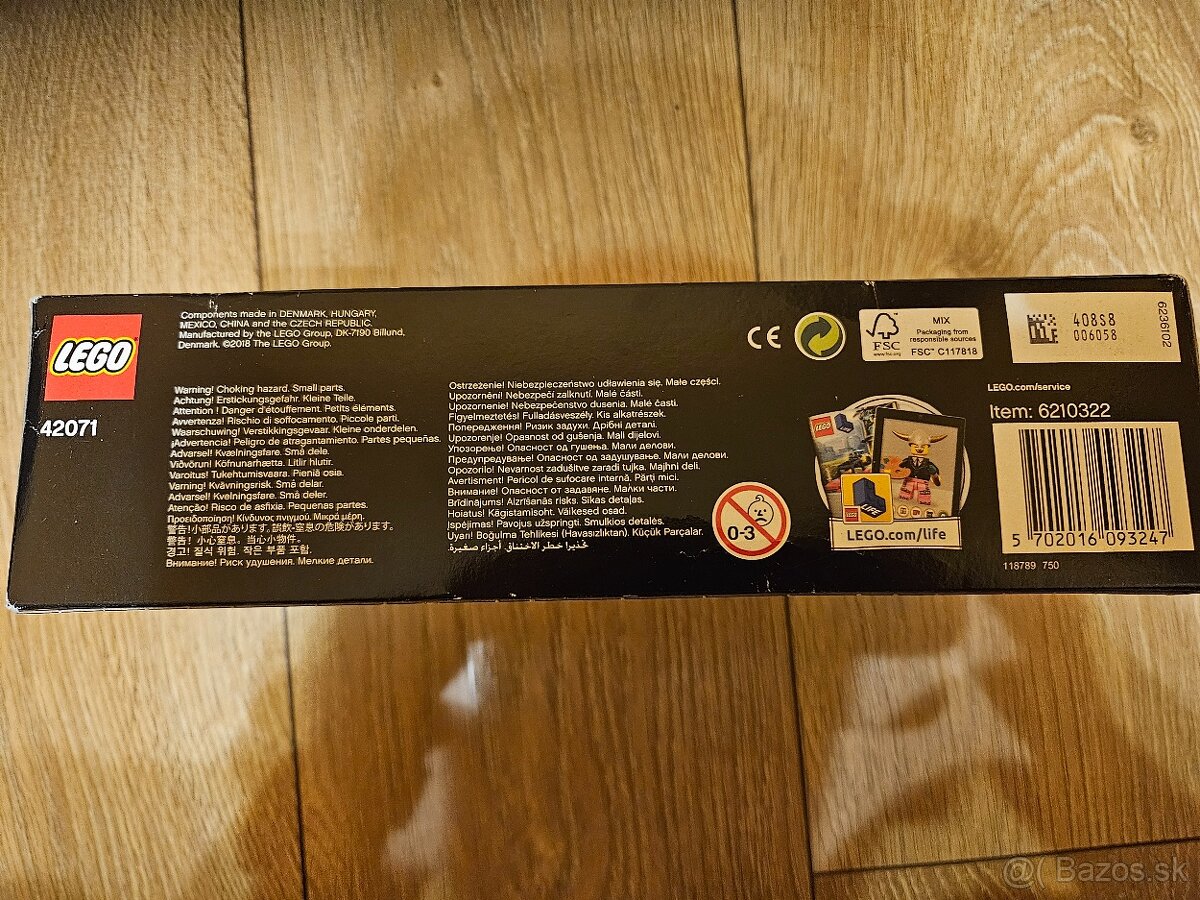 LEGO
42071
Components made in DENMARK, HUNGARY,
MEXICO, CHINA and the CZECH REPUBLIC.
Manufactured by the LEGO Group, DK-7190 Billund,
Denmark. ©2018 The LEGO Group.
Warning! Choking hazard. Small parts.
Achtung! Erstickungsgefahr. Kleine Teile.
Attention ! Danger d'étouffement. Petits éléments.
Avvertenza! Rischio di soffocamento. Piccole parti.
Waarschuwing! Verstikkingsgevaar. Kleine onderdelen.
¡Advertencia! Peligro de atragantamiento. Partes pequeñas.
Advarsel! Kvælningsfare. Små dele.
Viðvörun! Köfnunarhætta. Litlir hlutir.
Varoitus! Tukehtumisvaara. Pieniä osia.
Varning! Kvävningsrisk. Små delar.
Advarsel! Kvelningsfare. Små deler.
Atenção! Risco de asfixia. Pequenas partes.
Προειδοποίηση! Κίνδυνος πνιγμού. Μικρά μέρη.
警告!小部品があります。誤飲・窒息の危険があります。
警告! 小心窒息。当心小物件。
경고! 질식 위험. 작은 부품 포함.
Внимание! Риск удушения. Мелкие детали.
Ostrzeżenie! Niebezpieczeństwo udławienia się. Małe części.
Upozornění! Nebezpečí zalknutí. Malé části.
Upozornenie! Nebezpečenstvo dusenia. Malé časti.
Figyelmeztetés! Fulladásveszély. Kis alkatrészek.
Попередження! Ризик задухи. Дрібні деталі.
Upozorenje! Opasnost od gušenja. Mali dijelovi.
Упозорење! Опасност од гушења. Мали делови.
Предупредување! Опасност од задушување. Мали делови.
Opozorilo! Nevarnost zadušitve zaradi tujka. Majhni deli.
Avertisment! Pericol de sufocare internă. Părți mici.
Внимание! Опасност от задавяне. Малки части.
Brīdinājums! Aizrīšanās risks. Sīkas detaļas.
Hoiatus! Kägistamisoht. Väikesed osad.
Įspėjimas! Pavojus užspringti. Smulkios detalės.
Uyarı! Boğulma Tehlikesi (Havasızlıktan). Küçük Parçalar.
تحذير! خطر الاختناق. أجزاء صغيرة.
0-3
CE
FSC
www.fsc.org
MIX
Packaging from
responsible sources
FSC™ C117818
LEGO
LIFE
LEGO.com/life
408S8
006058
6236102
LEGO.com/service
Item: 6210322
5 702016 093247
118789 750
@( Bazos.sk